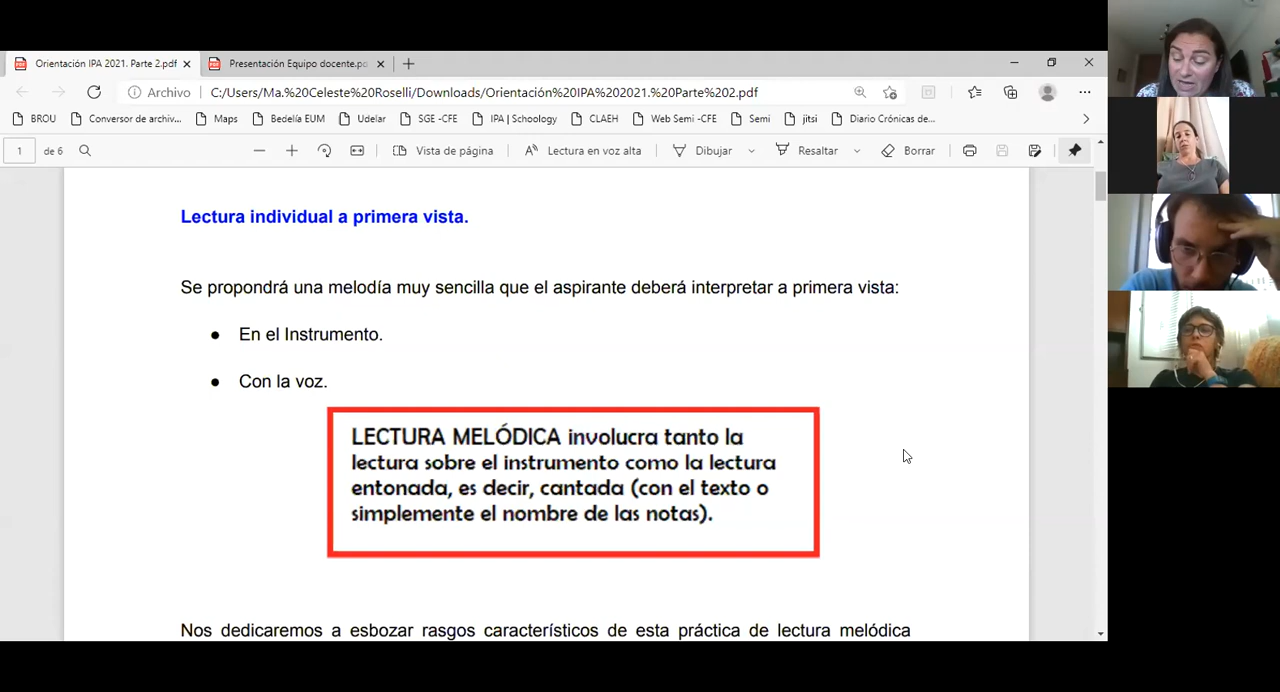 Orientación IPA 2021. Parte 2.pdf
Presentación Equipo docente.pd
Archivo
C:/Users/Ma.%20Celeste%20Roselli/Downloads/Orientación%20IPA%202021.%20Parte%202.pdf
BROU
Conversor de archiv...
Maps
Bedelía EUM
Udelar
SGE -CFE
IPA | Schoology
CLAEH
Web Semi -CFE
Semi
jitsi
Diario Crónicas de...
1 de 6
Vista de página
Lectura en voz alta
Dibujar
Resaltar
Borrar
Lectura individual a primera vista.
Se propondrá una melodía muy sencilla que el aspirante deberá interpretar a primera vista:
● En el Instrumento.
● Con la voz.
LECTURA MELÓDICA involucra tanto la
lectura sobre el instrumento como la lectura
entonada, es decir, cantada (con el texto o
simplemente el nombre de las notas).
Nos dedicaremos a esbozar rasgos característicos de esta práctica de lectura melódica